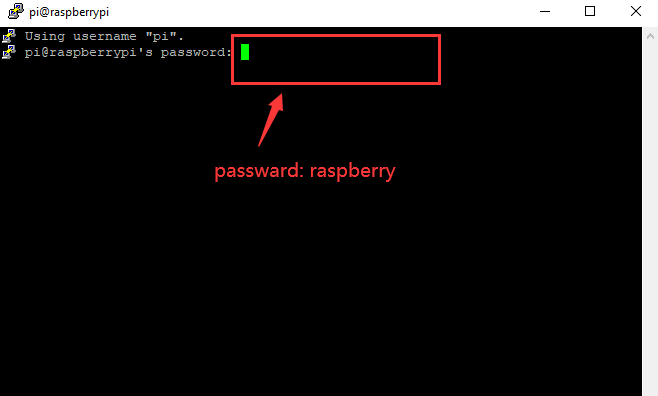 pi@raspberrypi
Using username "pi".
pi@raspberrypi's password:
passward: raspberry